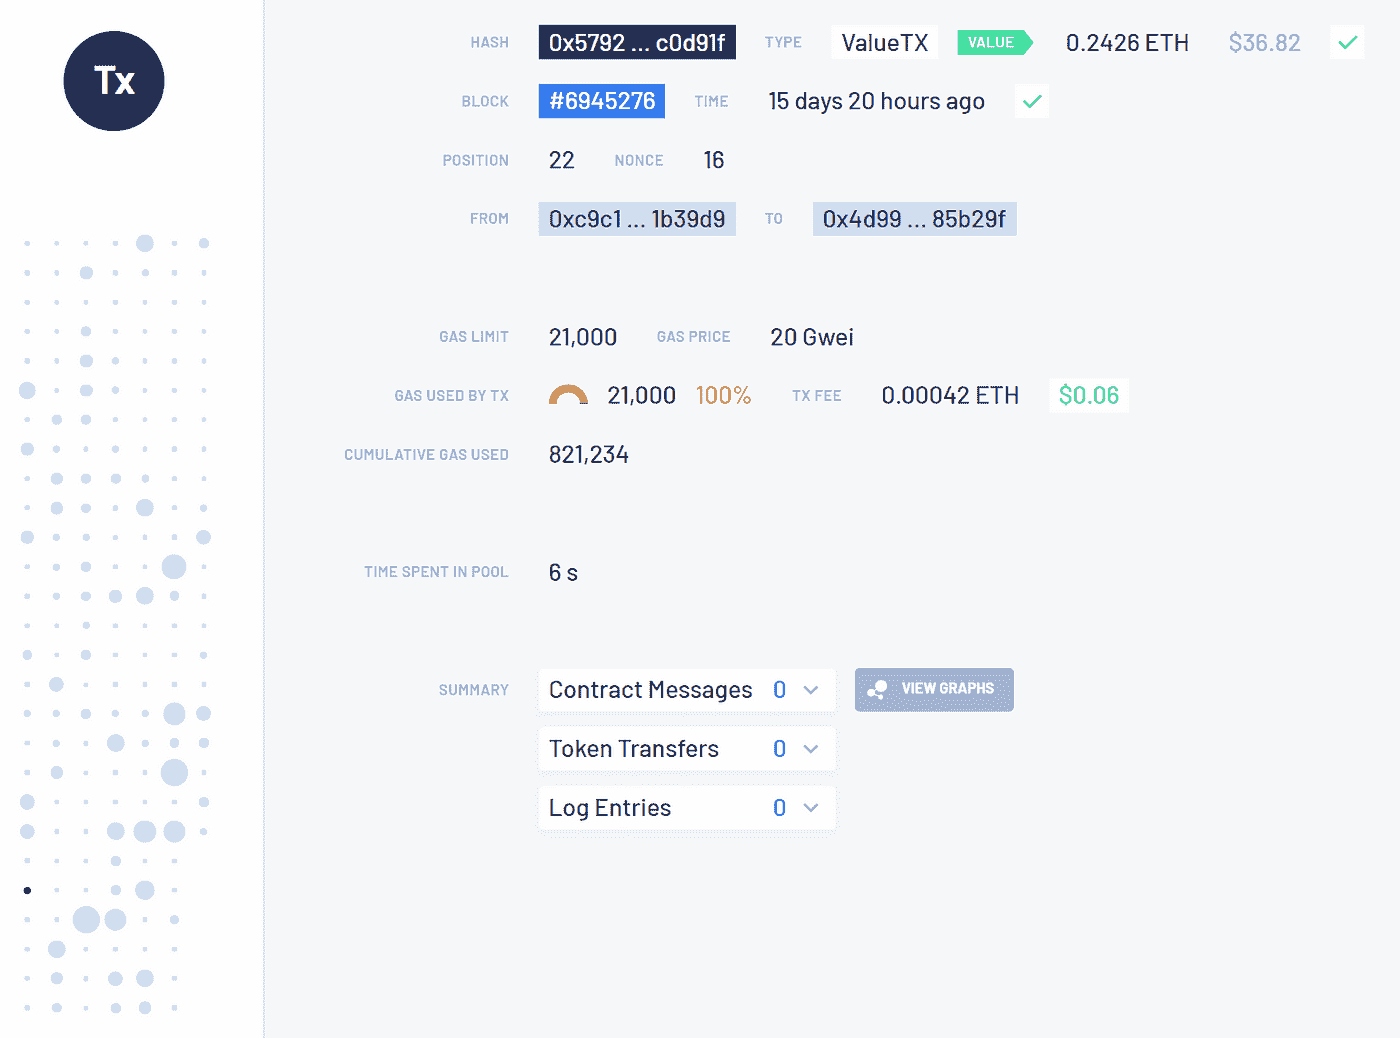 Tx
HASH 0x5792 ... c0d91f TYPE ValueTX VALUE 0.2426 ETH $36.82
BLOCK #6945276 TIME 15 days 20 hours ago
POSITION 22 NONCE 16
FROM 0xc9c1 ... 1b39d9 TO 0x4d99 ... 85b29f
GAS LIMIT 21,000 GAS PRICE 20 Gwei
GAS USED BY TX 21,000 100% TX FEE 0.00042 ETH $0.06
CUMULATIVE GAS USED 821,234
TIME SPENT IN POOL 6 s
SUMMARY Contract Messages 0 VIEW GRAPHS
Token Transfers 0
Log Entries 0